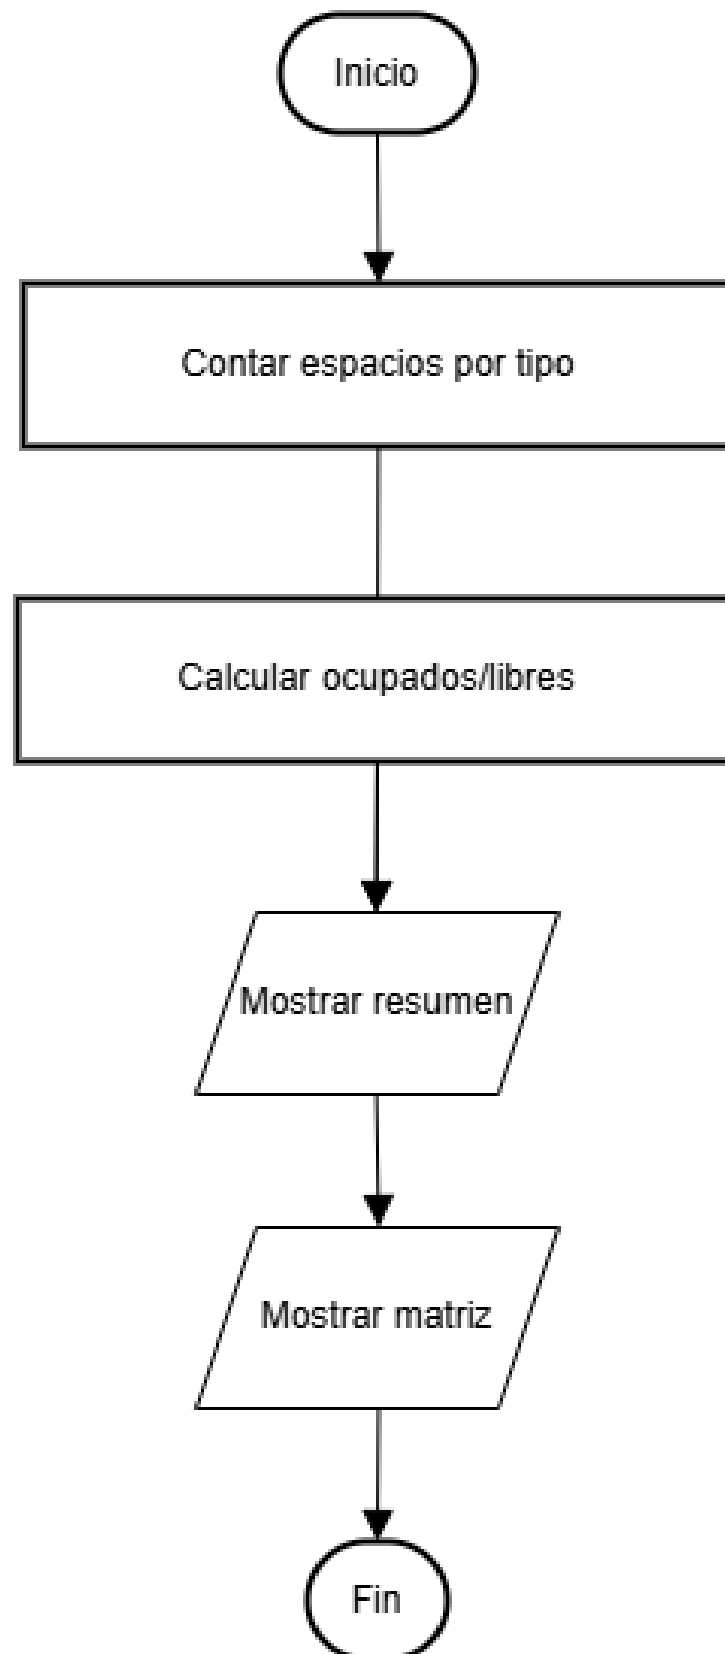 Inicio
Contar espacios por tipo
Calcular ocupados/libres
Mostrar resumen
Mostrar matriz
Fin